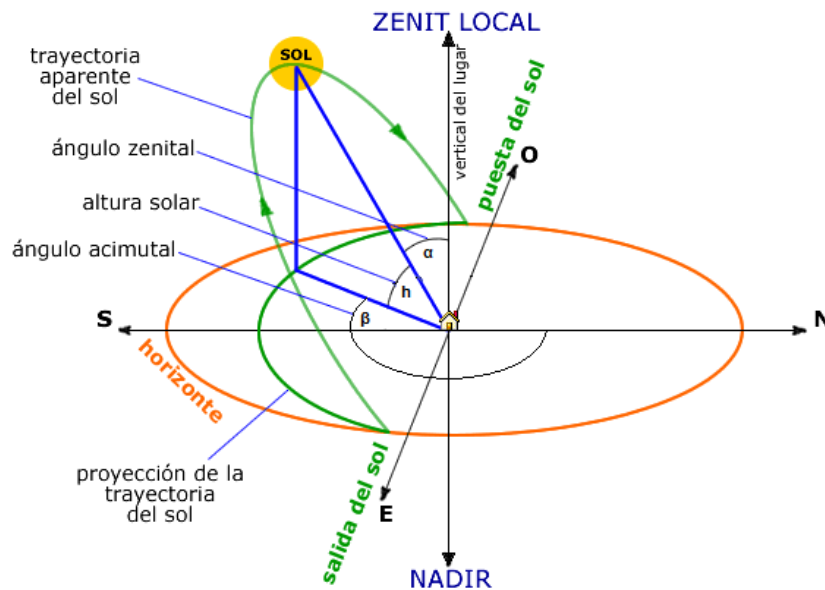 ZENIT LOCAL
SOL
trayectoria
aparente
del sol
vertical del lugar
puesta del sol
O
ángulo zenital
altura solar
ángulo acimutal
α
h
β
S
N
horizonte
proyección de la
trayectoria
del sol
salida del sol
E
NADIR